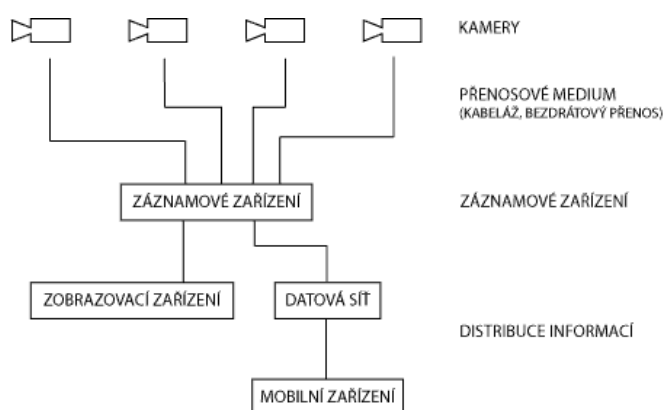 KAMERY
PŘENOSOVÉ MEDIUM
(KABELÁŽ, BEZDRÁTOVÝ PŘENOS)
ZÁZNAMOVÉ ZAŘÍZENÍ
ZÁZNAMOVÉ ZAŘÍZENÍ
ZOBRAZOVACÍ ZAŘÍZENÍ
DATOVÁ SÍŤ
DISTRIBUCE INFORMACÍ
MOBILNÍ ZAŘÍZENÍ